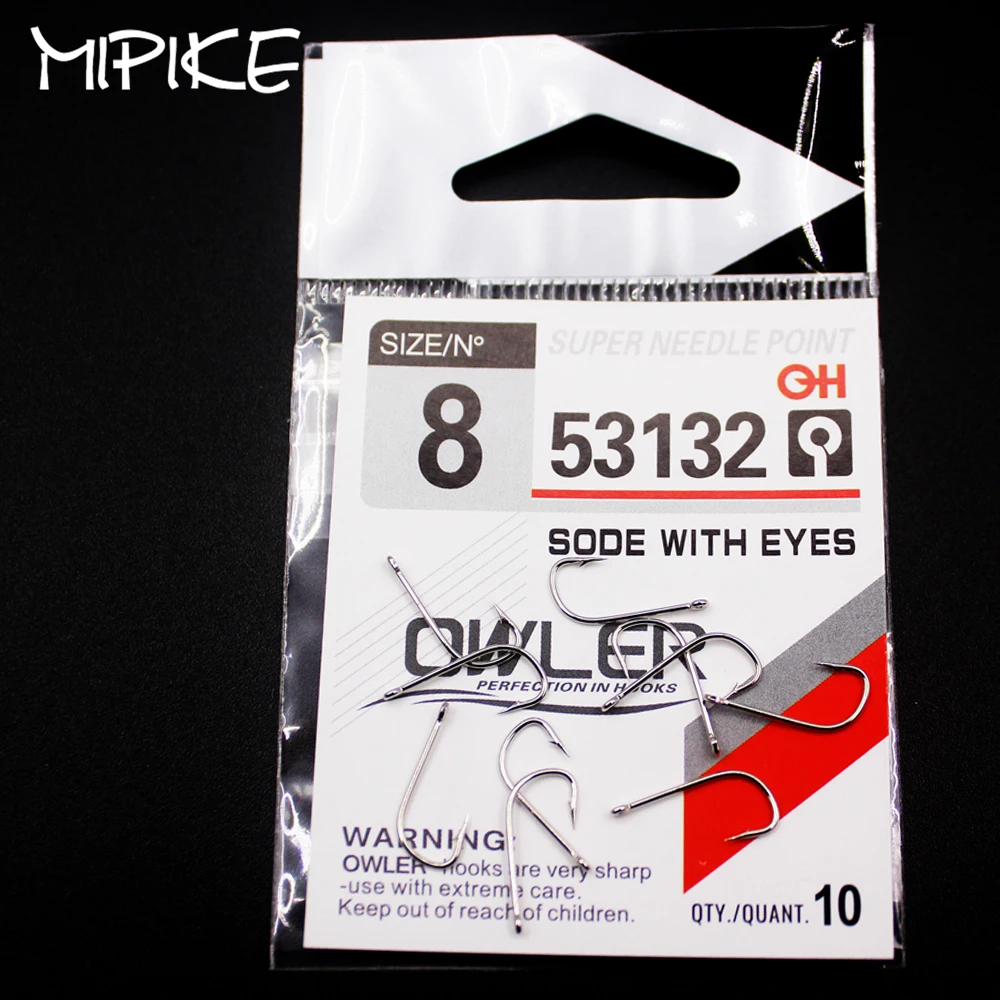 MIPIKE
SIZE/Nº
8
SUPER NEEDLE POINT
OH
53132
SODE WITH EYES
OWLER
PERFECTION IN HOOKS
WARNING:
OWLER hooks are very sharp
-use with extreme care.
Keep out of reach of children.
QTY./QUANT. 10